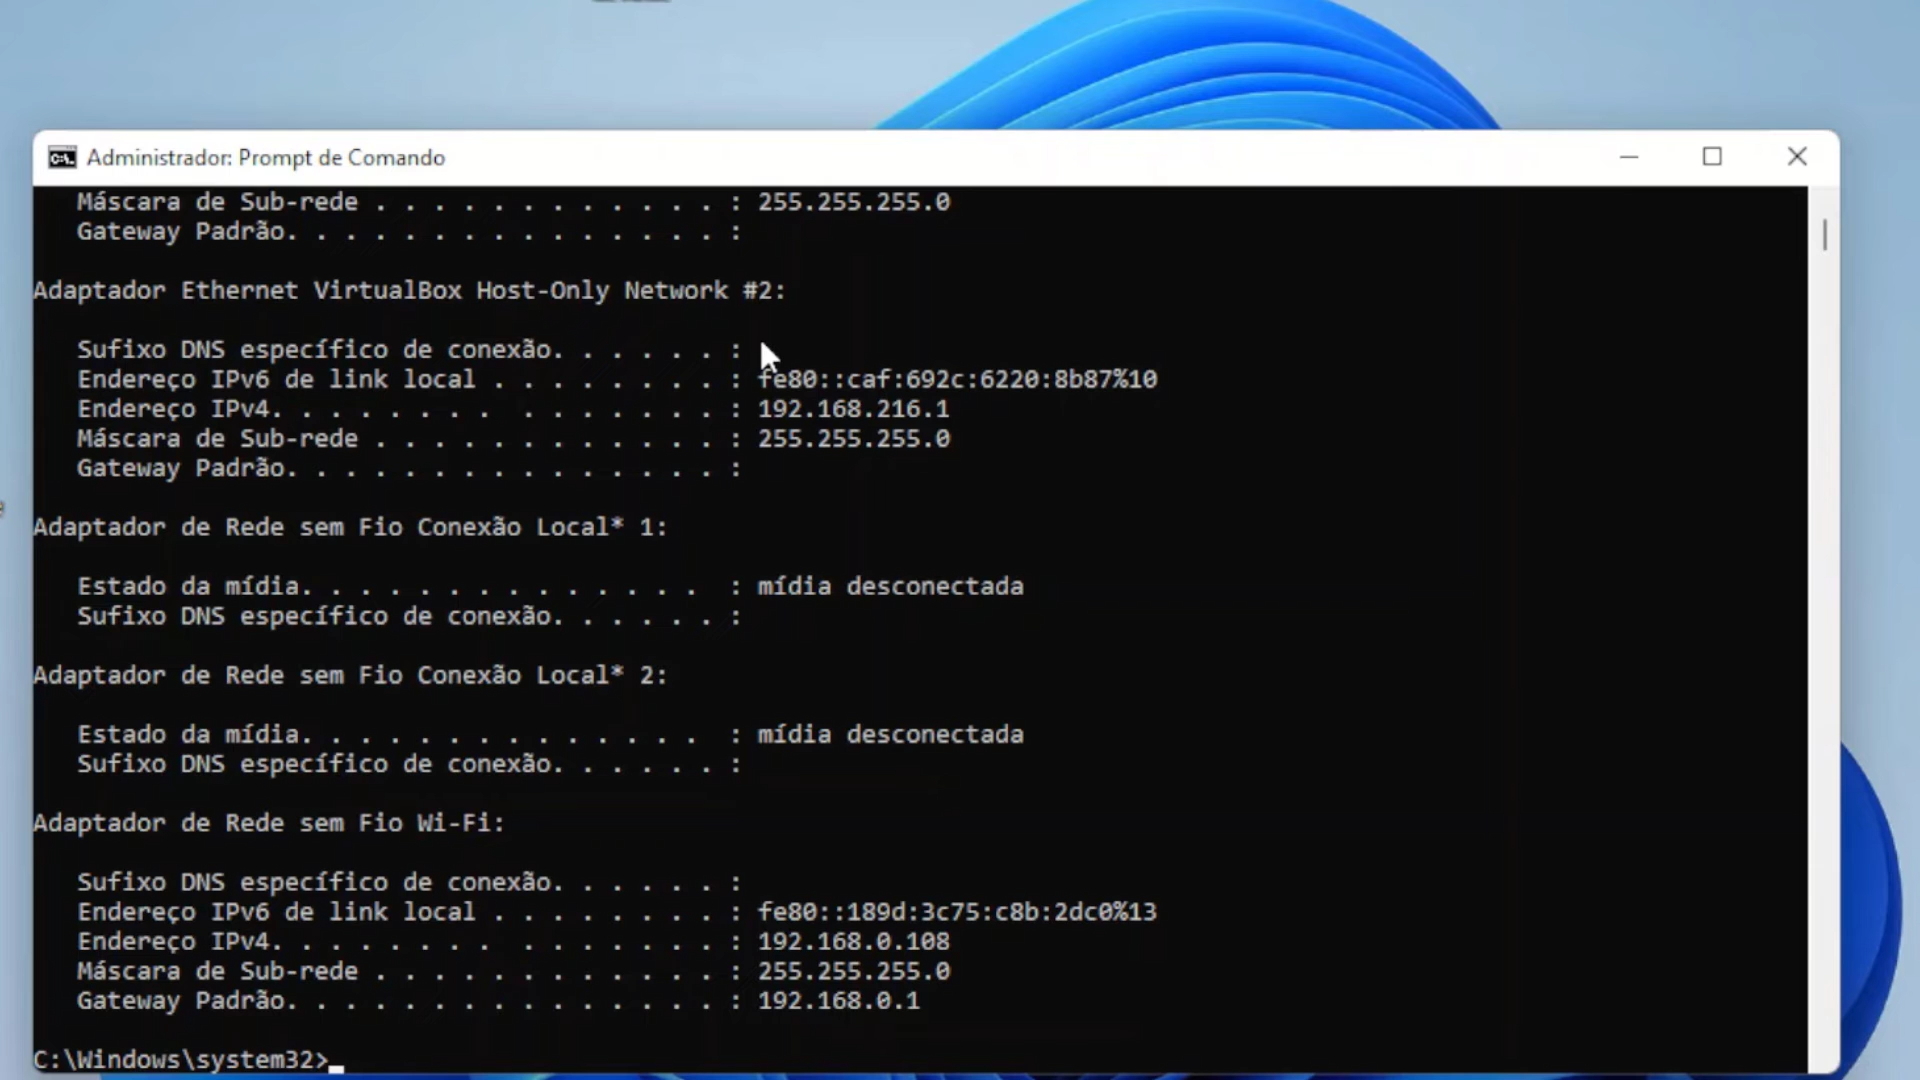 Administrador: Prompt de Comando
Máscara de Sub-rede . . . . . . . . . . . . . : 255.255.255.0
Gateway Padrão. . . . . . . . . . . . . . . . :
Adaptador Ethernet VirtualBox Host-Only Network #2:
Sufixo DNS específico de conexão. . . . . . :
Endereço IPv6 de link local . . . . . . . . . : fe80::caf:692c:6220:8b87%10
Endereço IPv4. . . . . . . . . . . . . . . . : 192.168.216.1
Máscara de Sub-rede . . . . . . . . . . . . . : 255.255.255.0
Gateway Padrão. . . . . . . . . . . . . . . . :
Adaptador de Rede sem Fio Conexão Local* 1:
Estado da mídia. . . . . . . . . . . . . . : mídia desconectada
Sufixo DNS específico de conexão. . . . . . :
Adaptador de Rede sem Fio Conexão Local* 2:
Estado da mídia. . . . . . . . . . . . . . : mídia desconectada
Sufixo DNS específico de conexão. . . . . . :
Adaptador de Rede sem Fio Wi-Fi:
Sufixo DNS específico de conexão. . . . . . :
Endereço IPv6 de link local . . . . . . . . . : fe80::189d:3c75:c8b:2dc0%13
Endereço IPv4. . . . . . . . . . . . . . . . : 192.168.0.108
Máscara de Sub-rede . . . . . . . . . . . . . : 255.255.255.0
Gateway Padrão. . . . . . . . . . . . . . . . : 192.168.0.1
C:\Windows\system32>